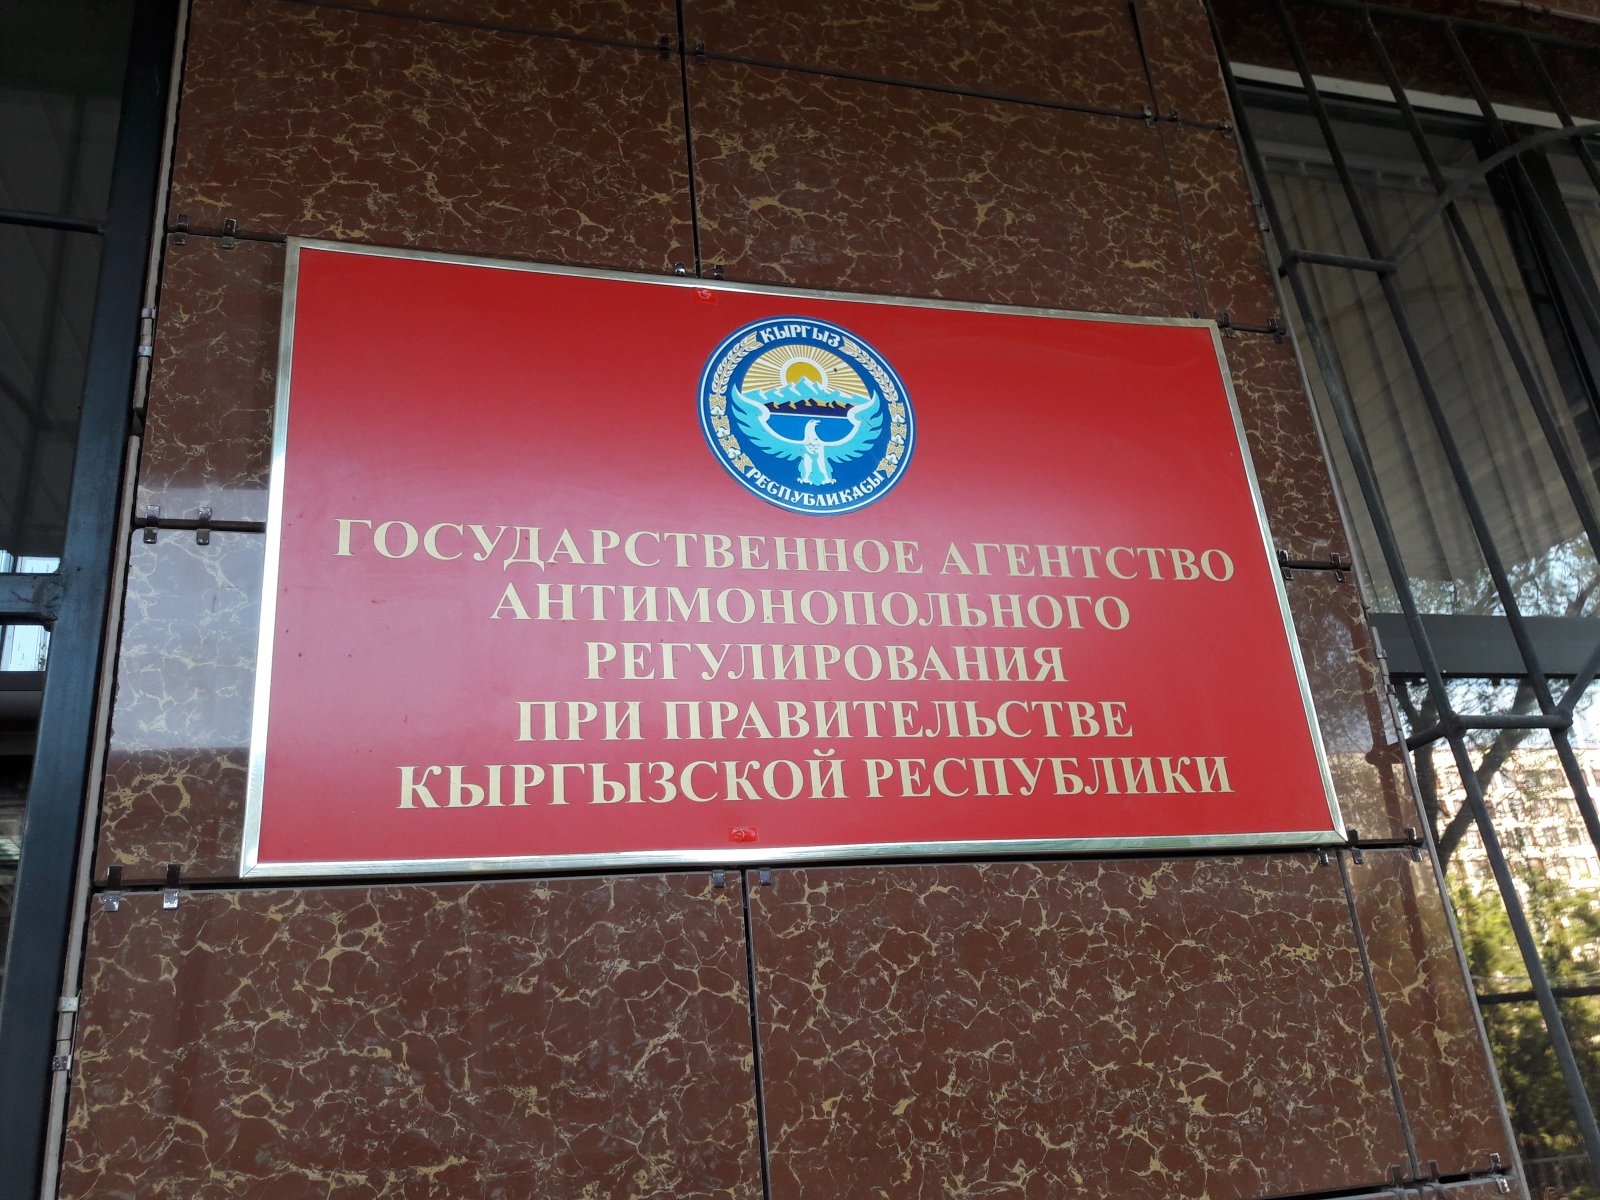 КЫРГЫЗ
РЕСПУБЛИКАСЫ
ГОСУДАРСТВЕННОЕ АГЕНТСТВО
АНТИМОНОПОЛЬНОГО
РЕГУЛИРОВАНИЯ
ПРИ ПРАВИТЕЛЬСТВЕ
КЫРГЫЗСКОЙ РЕСПУБЛИКИ